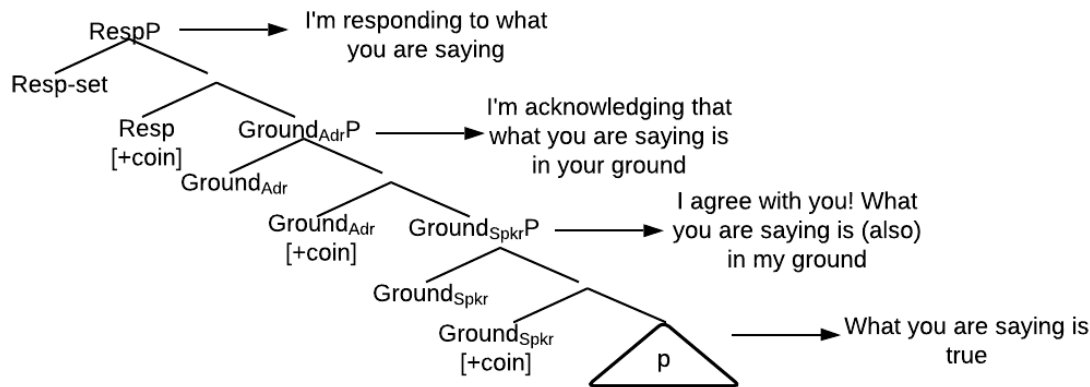 RespP
I'm responding to what
you are saying
Resp-set
Resp
[+coin]
GroundAdrP
I'm acknowledging that
what you are saying is
in your ground
GroundAdr
GroundAdr
[+coin]
GroundSpkrP
I agree with you! What
you are saying is (also)
in my ground
GroundSpkr
GroundSpkr
[+coin]
p
What you are saying is
true